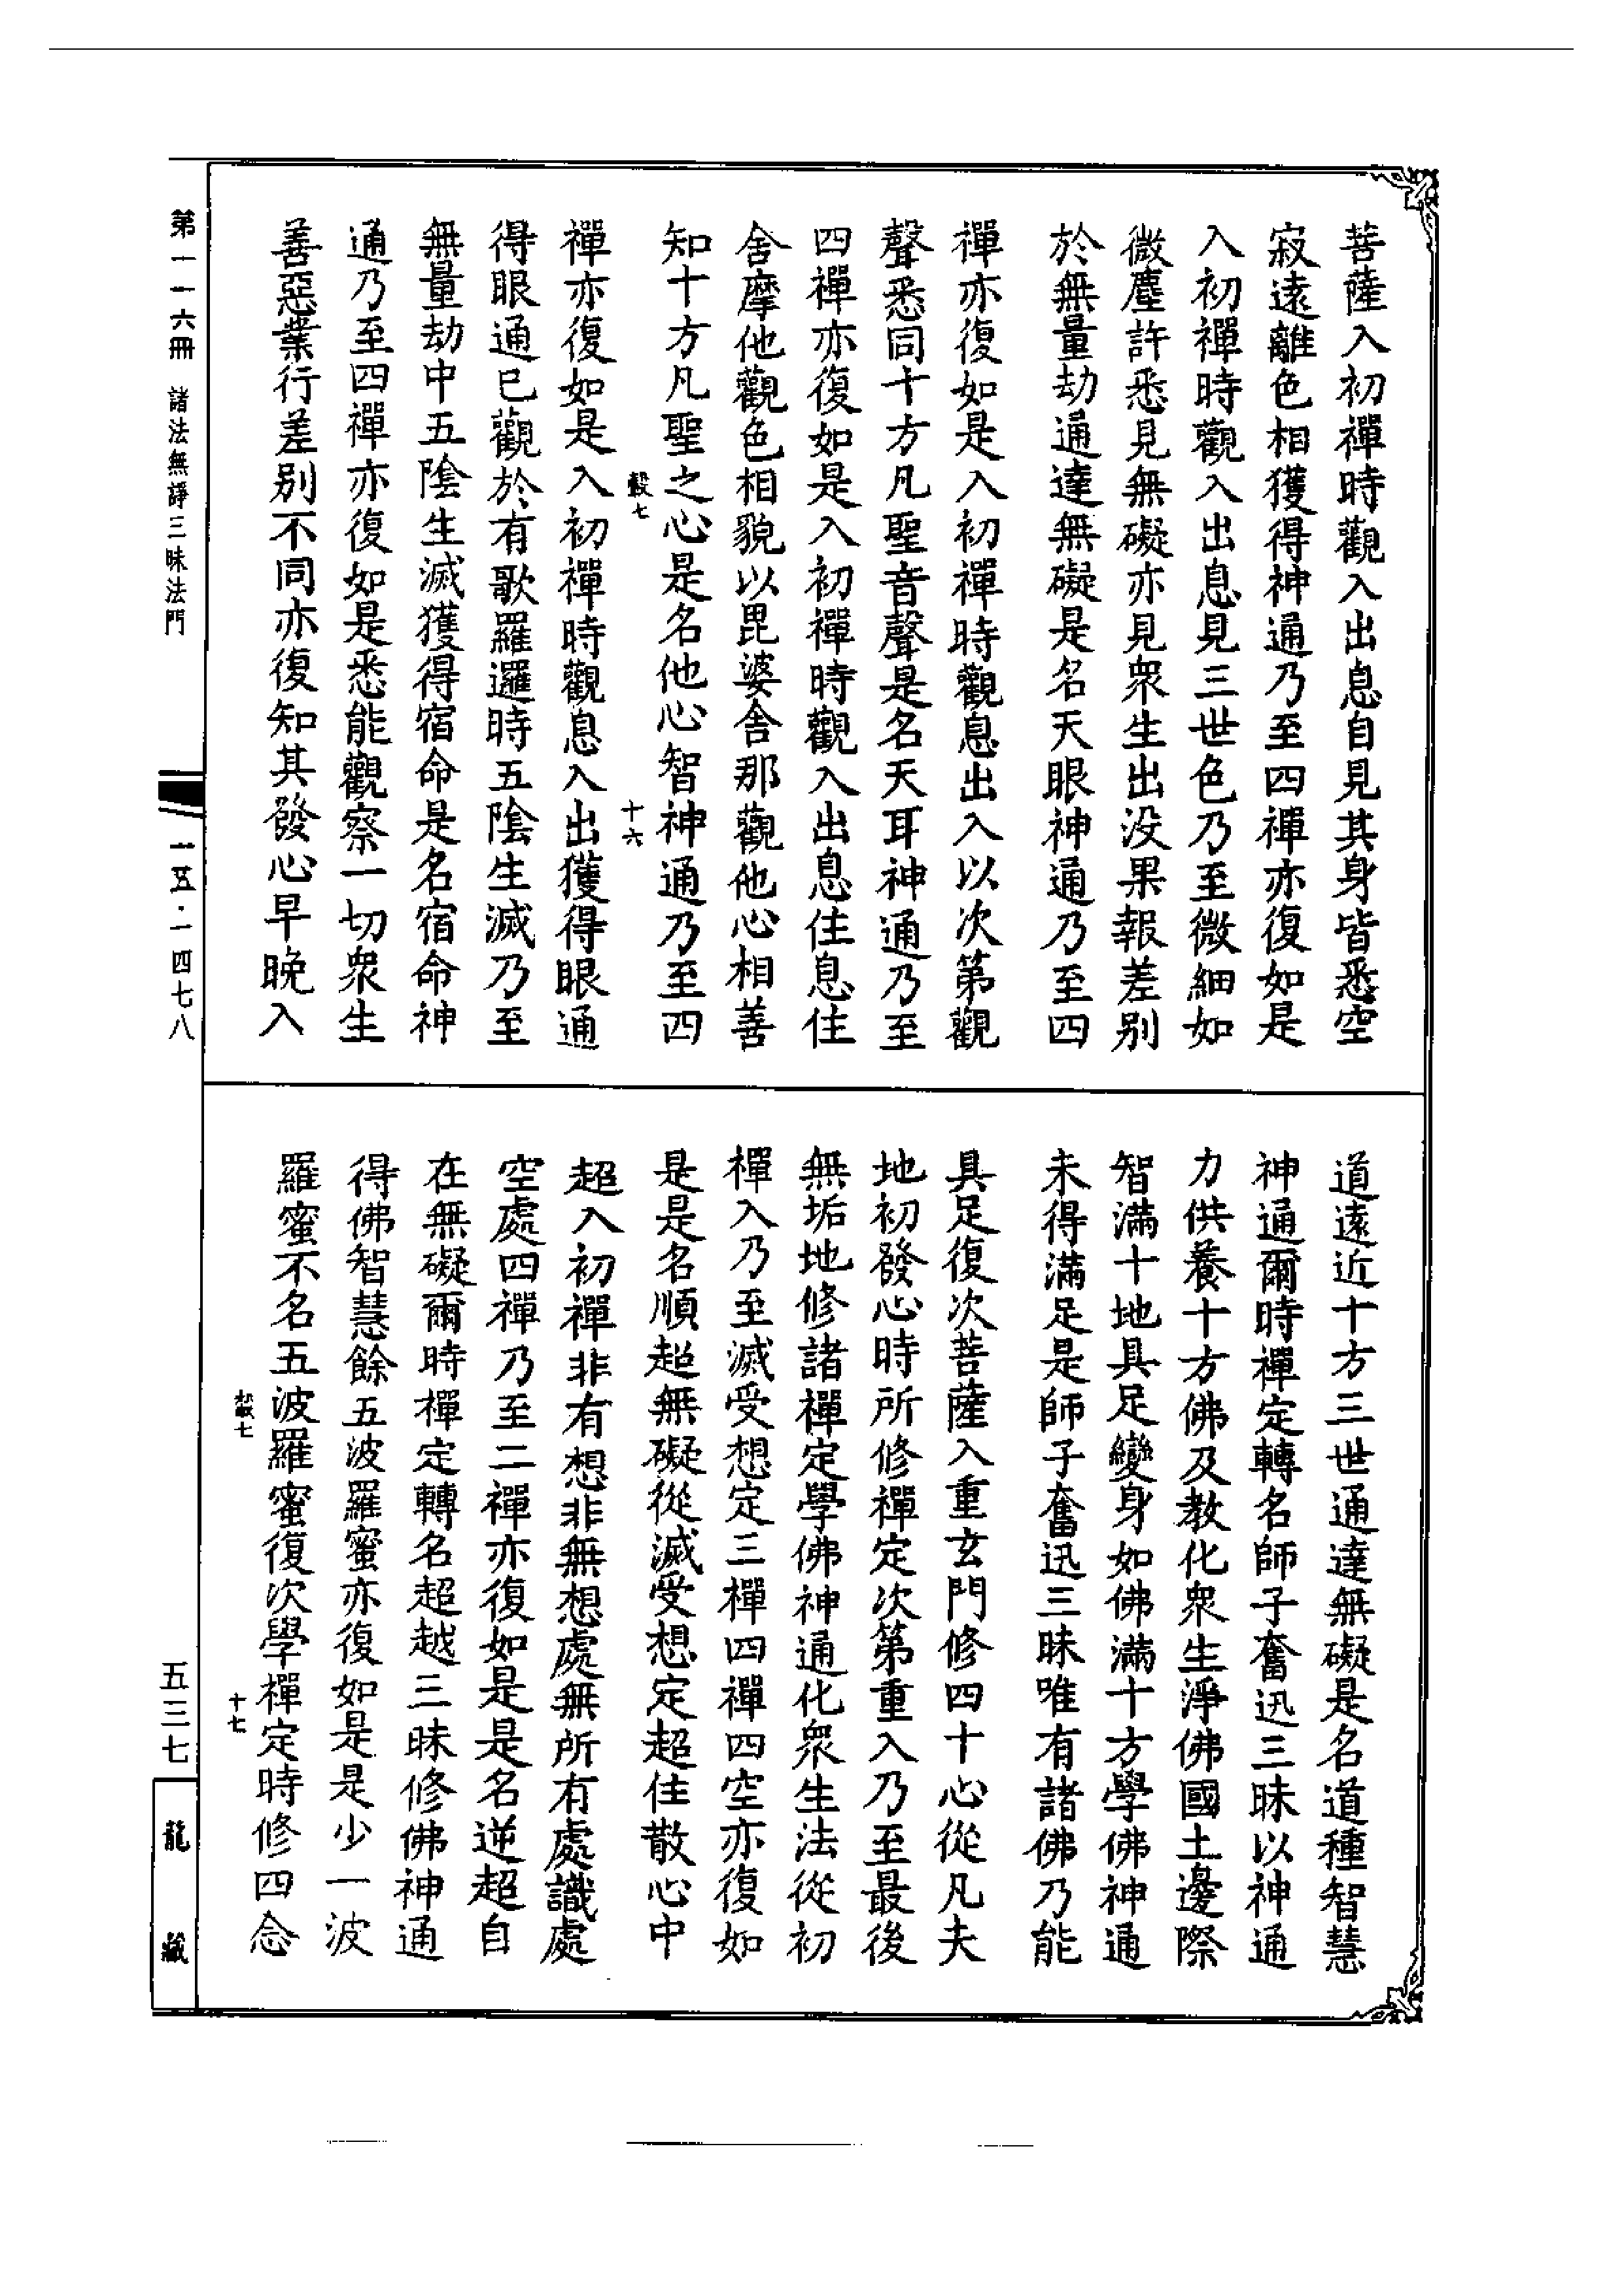 菩薩入初禪時觀入出息自見其身皆悉空
寂遠離色相獲得神通乃至四禪亦復如是
入初禪時觀入出息見三世色乃至微細如
微塵許悉見無礙亦見衆生出没果報差别
於無量劫通達無礙是名天眼神通乃至四
禪亦復如是入初禪時觀息出入以次第觀
聲悉同十方凡聖音聲是名天耳神通乃至
四禪亦復如是入初禪時觀入出息住息住
舍摩他觀色相貌以毘婆舍那觀他心相善
知十方凡聖之心是名他心智神通乃至四
穀七
十六
禪亦復如是入初禪時觀息入出獲得眼通
得眼通已觀於有歌羅邏時五陰生滅乃至
無量劫中五陰生滅獲得宿命是名宿命神
通乃至四禪亦復如是悉能觀察一切衆生
善惡業行差别不同亦復知其發心早晚入
道遠近十方三世通達無礙是名道種智慧
神通爾時禪定轉名師子奮迅三昧以神通
力供養十方佛及教化衆生淨佛國土邊際
智滿十地具足變身如佛滿十方學佛神通
未得滿足是師子奮迅三昧唯有諸佛乃能
具足復次菩薩入重玄門修四十心從凡夫
地初發心時所修禪定次第重入乃至最後
無垢地修諸禪定學佛神通化衆生法從初
禪入乃至滅受想定三禪四禪四空亦復如
是是名順超無礙從滅受想定超住散心中
超入初禪非有想非無想處無所有處識處
空處四禪乃至二禪亦復如是是名逆超自
在無礙爾時禪定轉名超越三昧修佛神通
得佛智慧餘五波羅蜜亦復如是是少一波
羅蜜不名五波羅蜜復次學禪定時修四念
穀七
十七
第一一六冊 諸法無諍三昧法門
一五·一四七八
五三七
龍藏